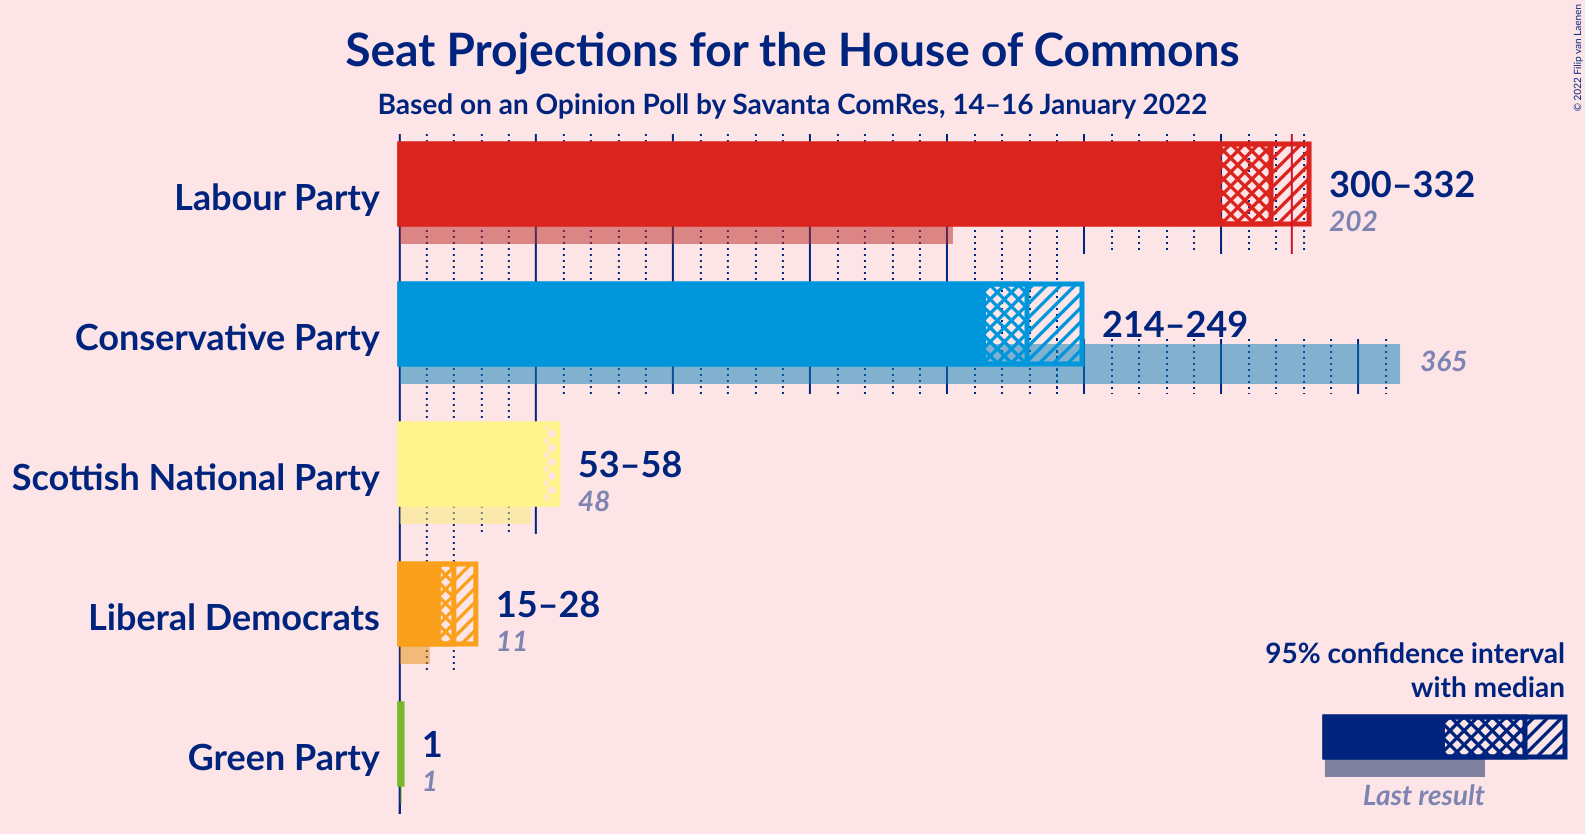 Seat Projections for the House of Commons
Based on an Opinion Poll by Savanta ComRes, 14–16 January 2022
© 2022 Filip van Laenen
Labour Party
300–332
202
Conservative Party
214–249
365
Scottish National Party
53–58
48
Liberal Democrats
15–28
11
Green Party
1
1
95% confidence interval
with median
Last result